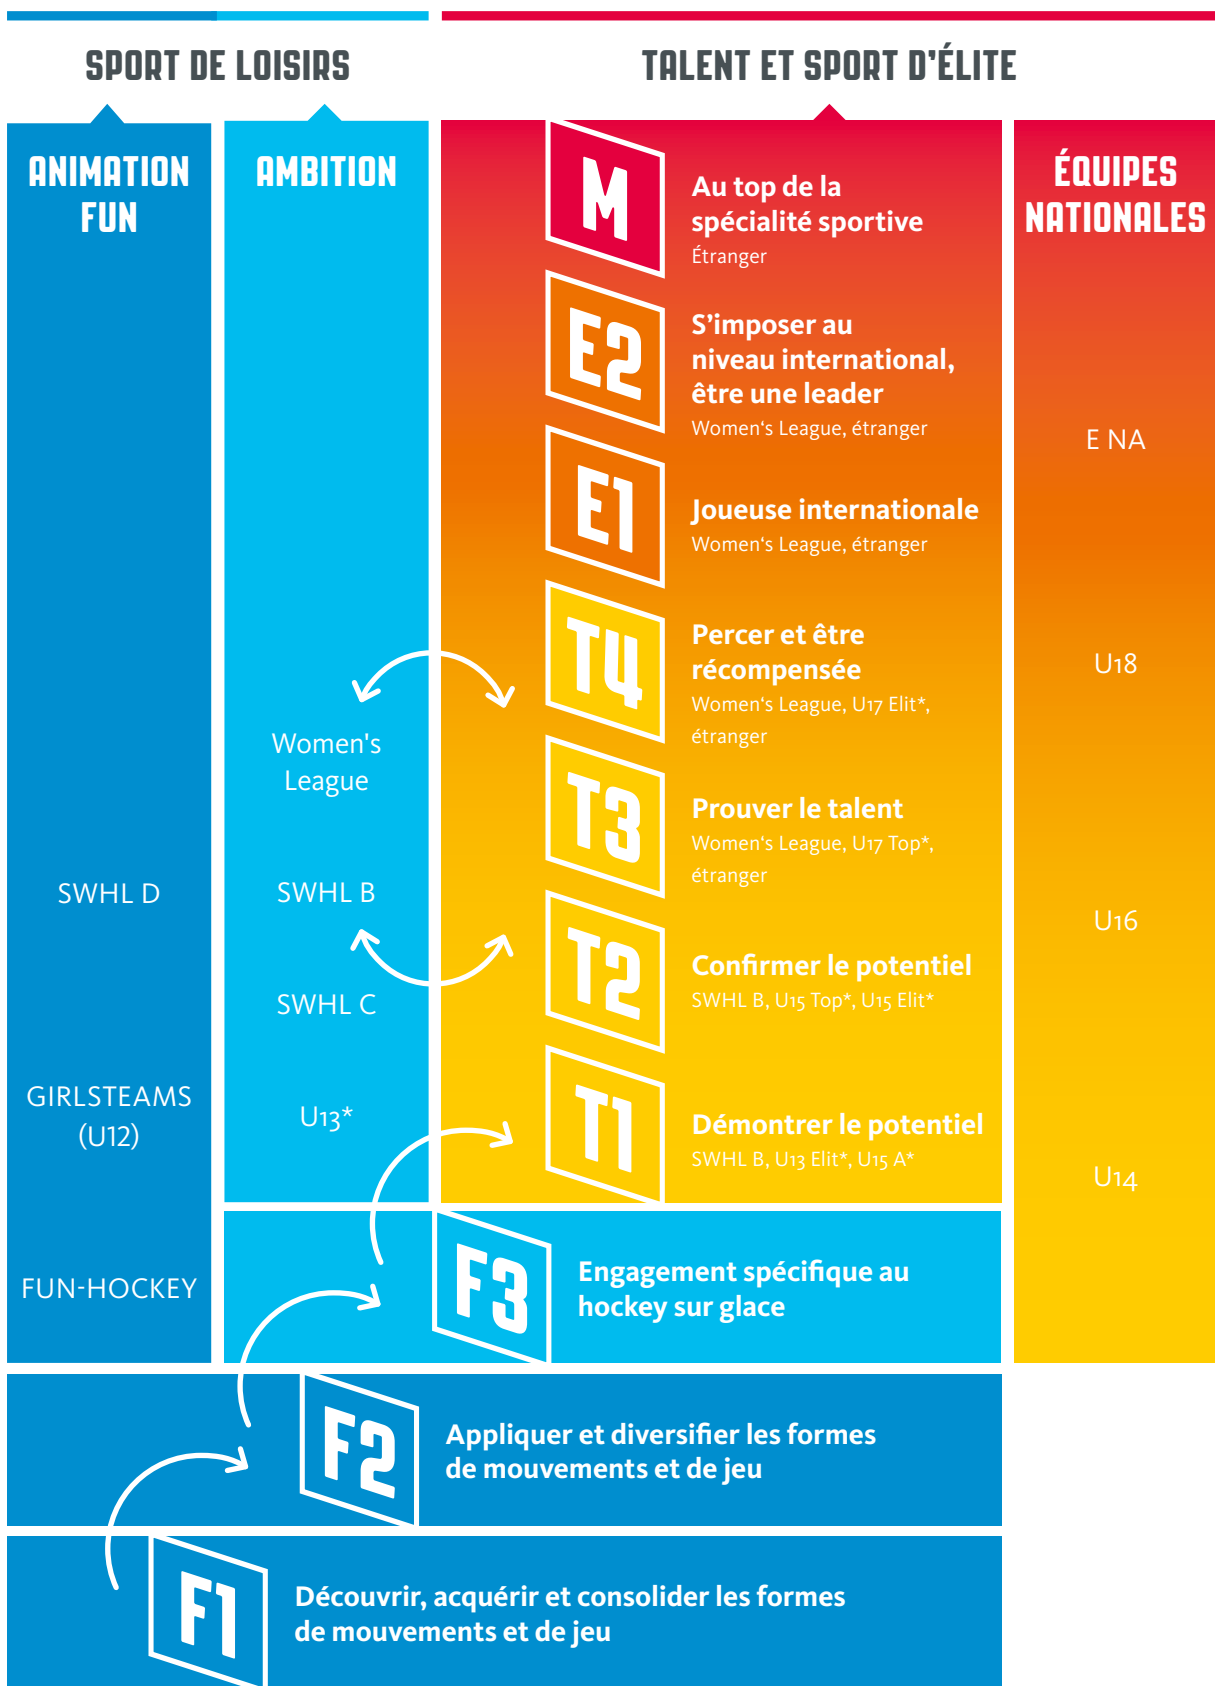 SPORT DE LOISIRS
TALENT ET SPORT D'ÉLITE
ANIMATION
FUN
AMBITION
ÉQUIPES
NATIONALES
M
Au top de la
spécialité sportive
Étranger
E2
S'imposer au
niveau international,
être une leader
Women's League, étranger
E NA
E1
Joueuse internationale
Women's League, étranger
T4
Percer et être
récompensée
Women's League, U17 Elit*,
étranger
U18
Women's
League
T3
Prouver le talent
Women's League, U17 Top*,
étranger
SWHL D
SWHL B
U16
T2
Confirmer le potentiel
SWHL B, U15 Top*, U15 Elit*
SWHL C
GIRLSTEAMS
(U12)
U13*
T1
Démontrer le potentiel
SWHL B, U13 Elit*, U15 A*
U14
FUN-HOCKEY
F3
Engagement spécifique au
hockey sur glace
F2
Appliquer et diversifier les formes
de mouvements et de jeu
F1
Découvrir, acquérir et consolider les formes
de mouvements et de jeu